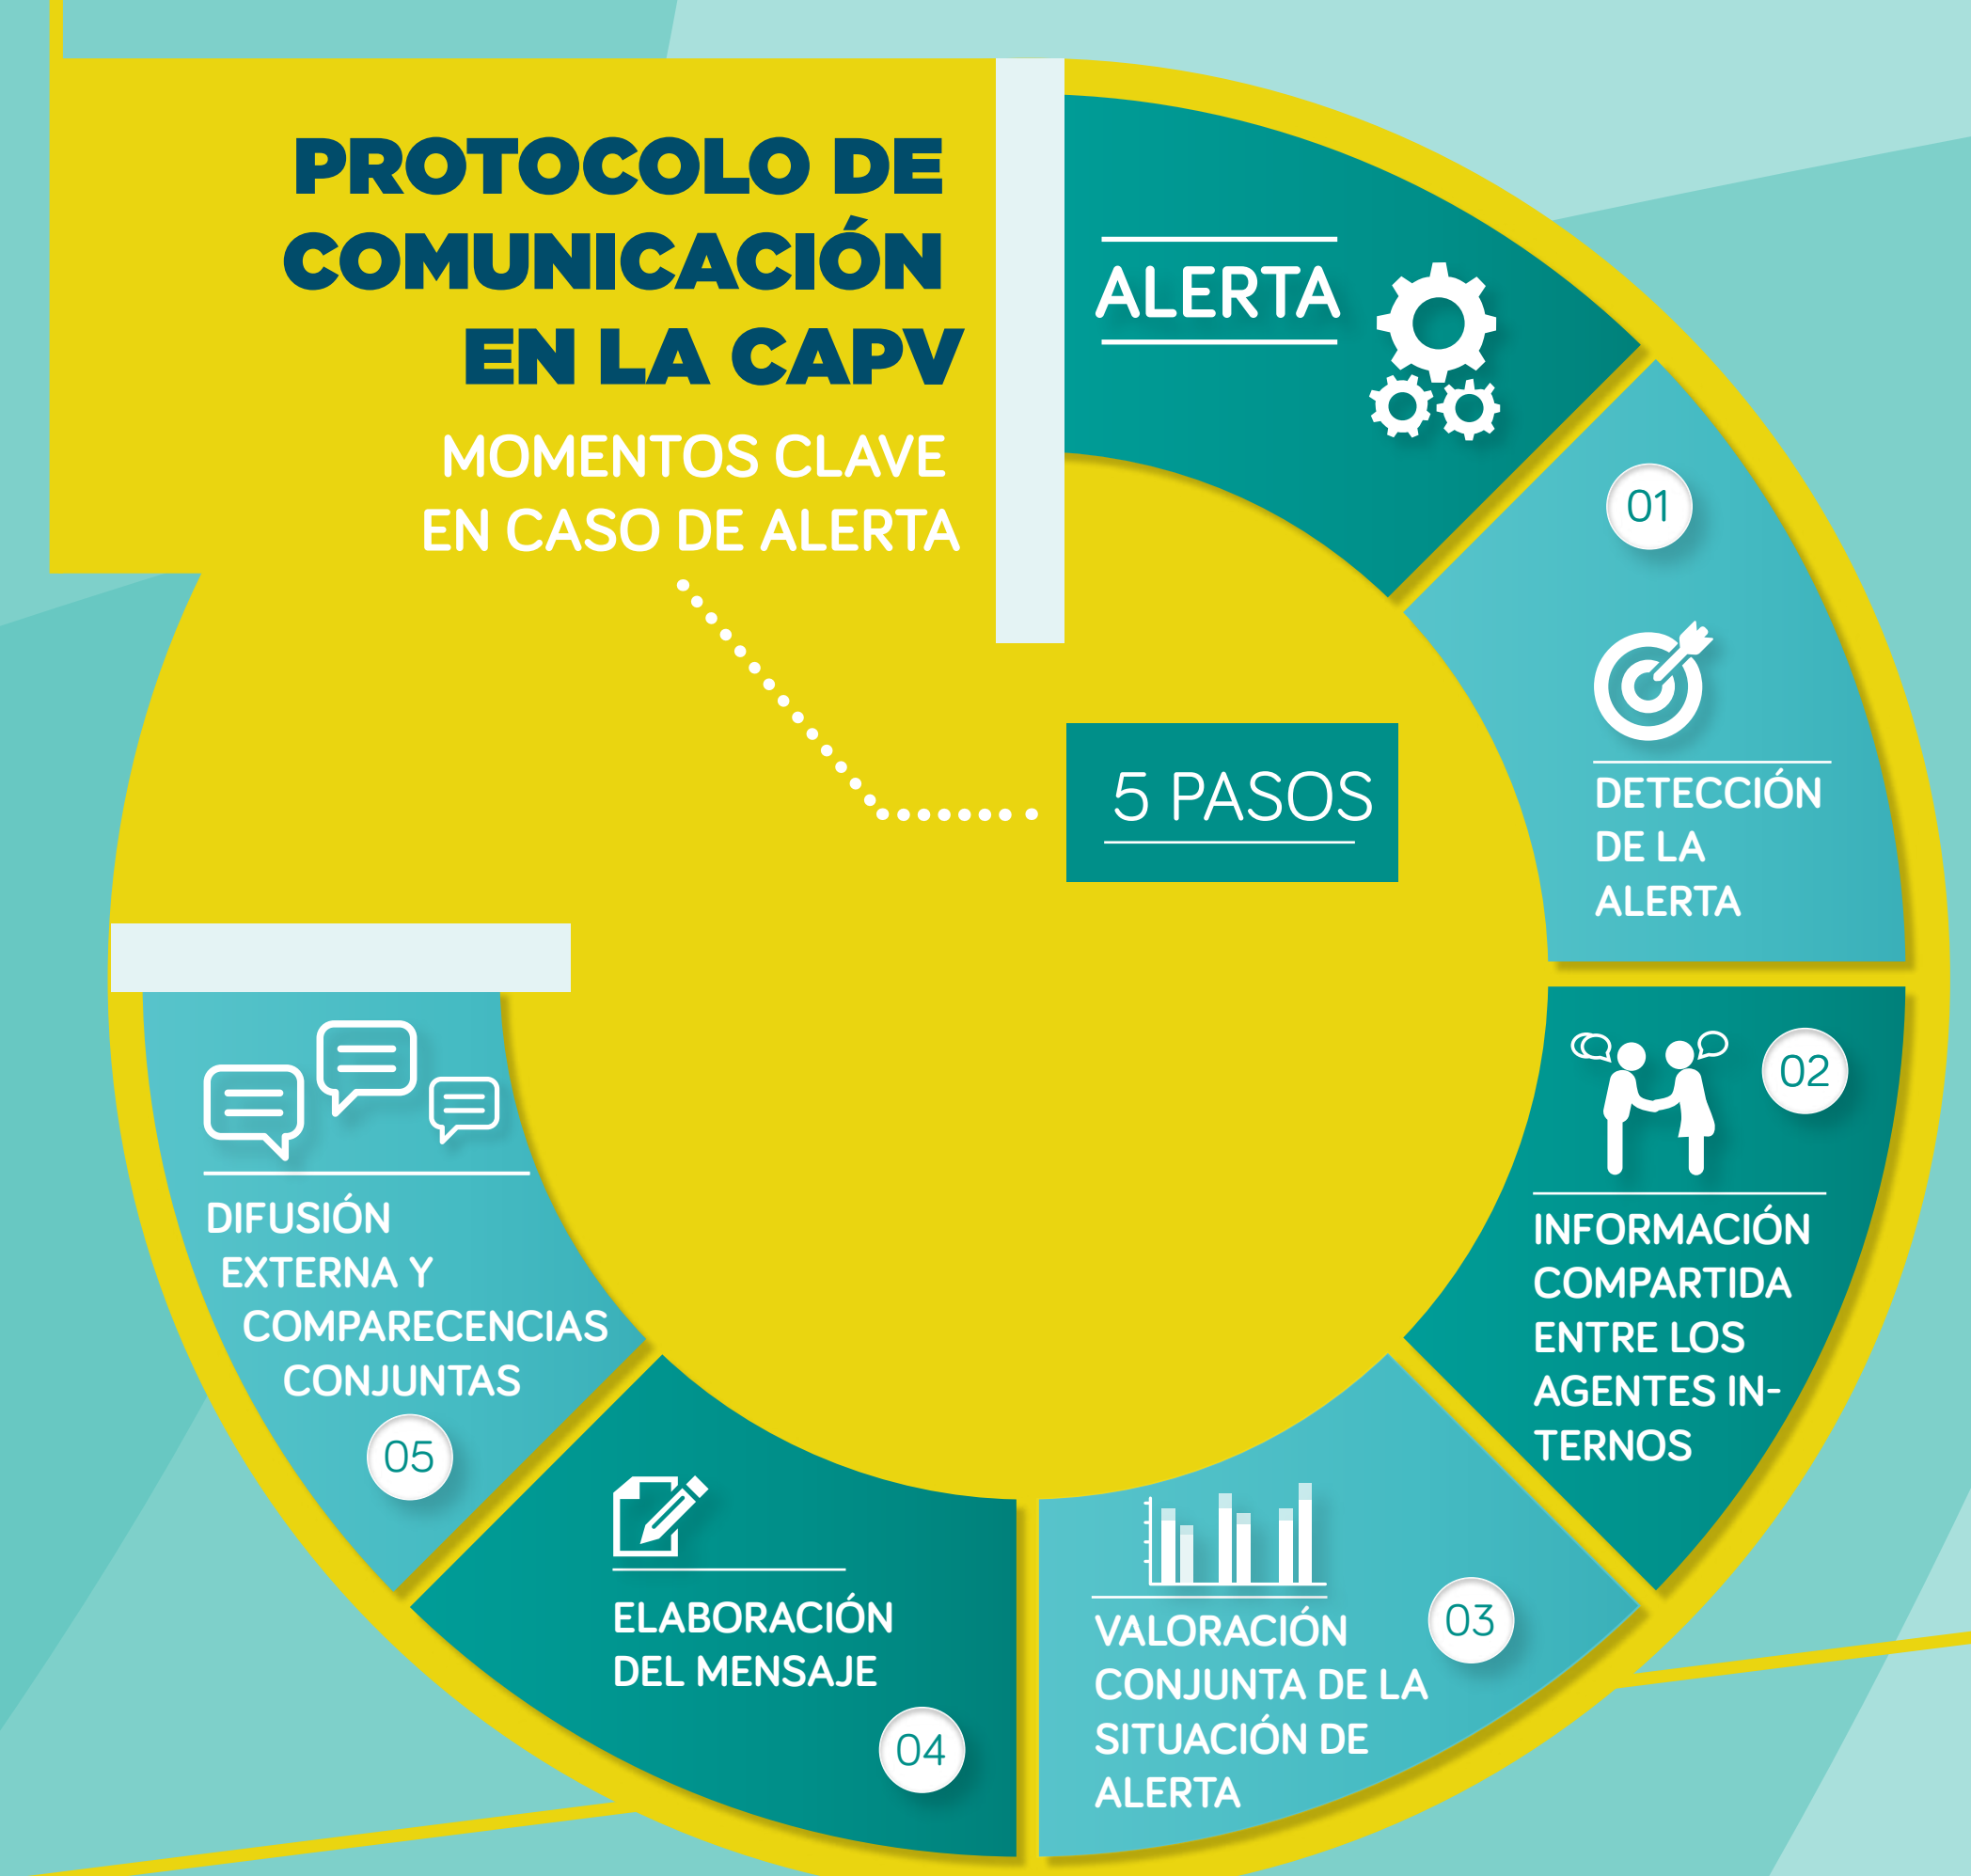 PROTOCOLO DE
COMUNICACIÓN
EN LA CAPV
MOMENTOS CLAVE
EN CASO DE ALERTA
5 PASOS
ALERTA
01
DETECCIÓN
DE LA
ALERTA
02
INFORMACIÓN
COMPARTIDA
ENTRE LOS
AGENTES IN-
TERNOS
03
VALORACIÓN
CONJUNTA DE LA
SITUACIÓN DE
ALERTA
ELABORACIÓN
DEL MENSAJE
04
DIFUSIÓN
EXTERNA Y
COMPARECENCIAS
CONJUNTAS
05